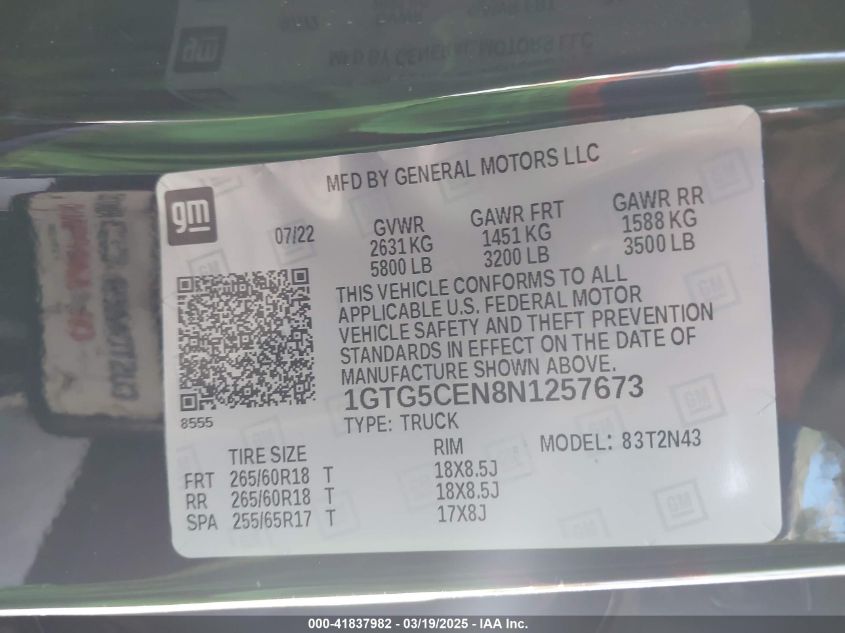 MFD BY GENERAL MOTORS LLC
gm
07/22
GVWR GAWR FRT GAWR RR
2631 KG 1451 KG 1588 KG
5800 LB 3200 LB 3500 LB
THIS VEHICLE CONFORMS TO ALL
APPLICABLE U.S. FEDERAL MOTOR
VEHICLE SAFETY AND THEFT PREVENTION
STANDARDS IN EFFECT ON THE DATE OF
MANUFACTURE SHOWN ABOVE.
1GTG5CEN8N1257673
8555
TYPE: TRUCK
MODEL: 83T2N43
TIRE SIZE RIM
FRT 265/60R18 T 18X8.5J
RR 265/60R18 T 18X8.5J
SPA 255/65R17 T 17X8J
000-41837982 - 03/19/2025 - IAA Inc.